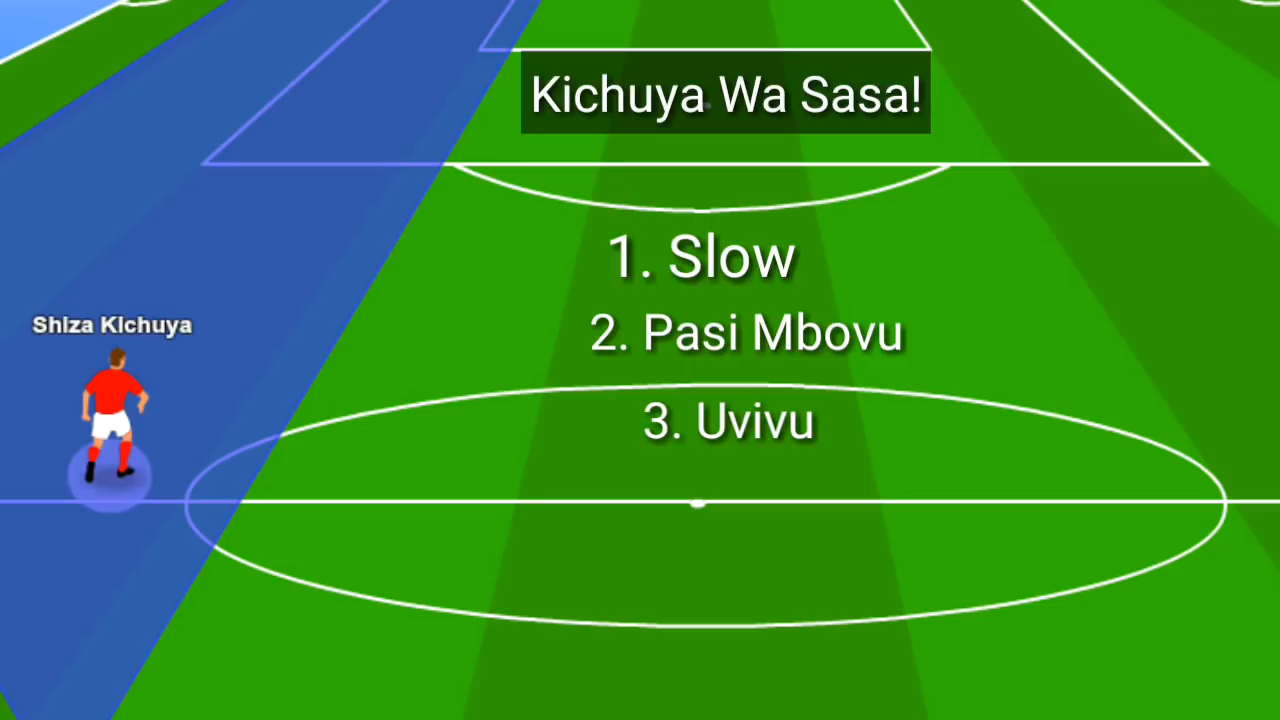 Kichuya Wa Sasa!
1. Slow
2. Pasi Mbovu
Shiza Kichuya
3. Uvivu